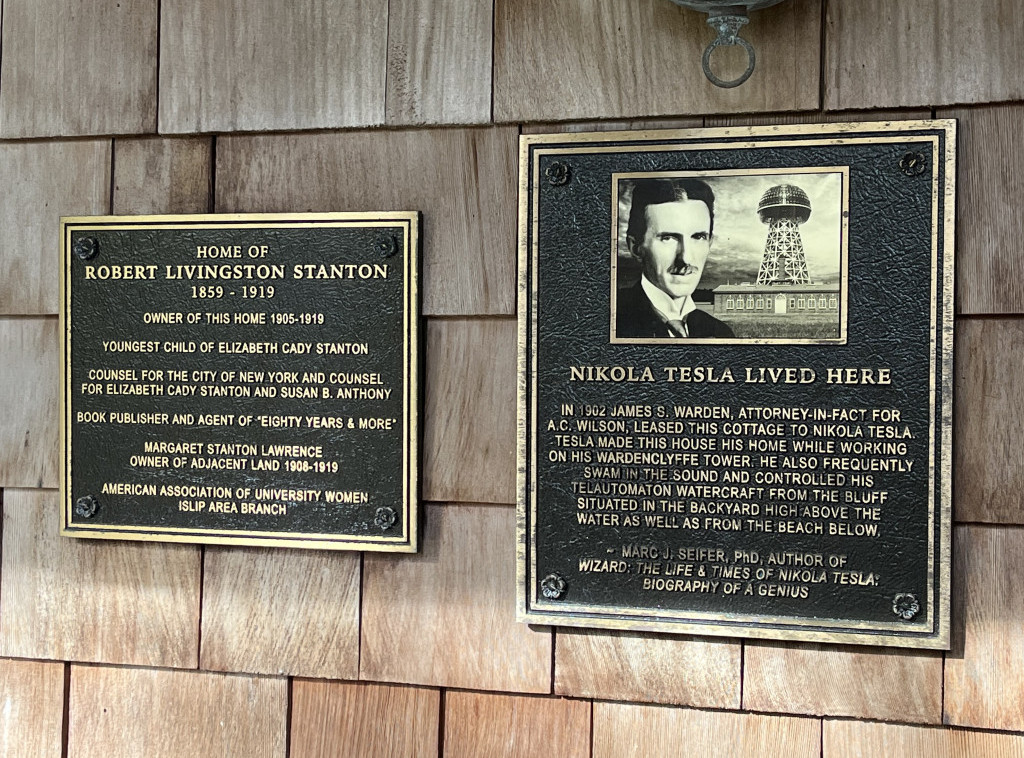 HOME OF
ROBERT LIVINGSTON STANTON
1859 - 1919
OWNER OF THIS HOME 1905-1919
YOUNGEST CHILD OF ELIZABETH CADY STANTON
COUNSEL FOR THE CITY OF NEW YORK AND COUNSEL
FOR ELIZABETH CADY STANTON AND SUSAN B. ANTHONY
BOOK PUBLISHER AND AGENT OF "EIGHTY YEARS & MORE"
MARGARET STANTON LAWRENCE
OWNER OF ADJACENT LAND 1908-1919
AMERICAN ASSOCIATION OF UNIVERSITY WOMEN
ISLIP AREA BRANCH
NIKOLA TESLA LIVED HERE
IN 1902 JAMES S. WARDEN, ATTORNEY-IN-FACT FOR
A.C. WILSON, LEASED THIS COTTAGE TO NIKOLA TESLA.
TESLA MADE THIS HOUSE HIS HOME WHILE WORKING
ON HIS WARDENCLYFFE TOWER. HE ALSO FREQUENTLY
SWAM IN THE SOUND AND CONTROLLED HIS
TELAUTOMATON WATERCRAFT FROM THE BLUFF
SITUATED IN THE BACKYARD HIGH ABOVE THE
WATER AS WELL AS FROM THE BEACH BELOW.
~ MARC J. SEIFER, PhD, AUTHOR OF
WIZARD: THE LIFE & TIMES OF NIKOLA TESLA:
BIOGRAPHY OF A GENIUS